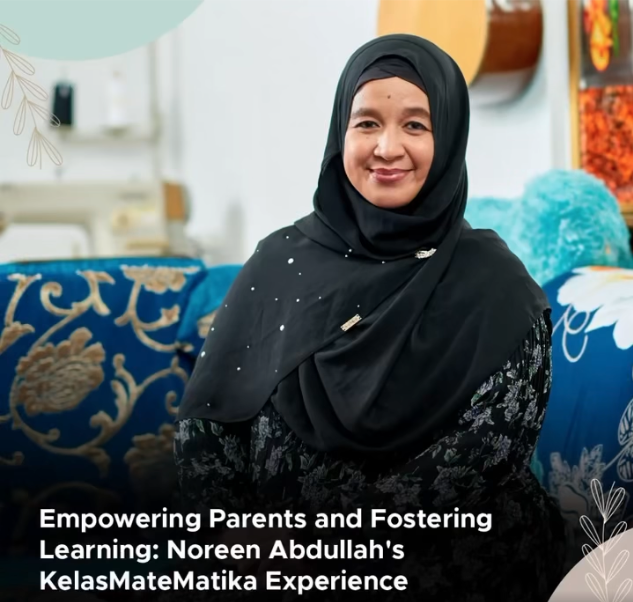 Empowering Parents and Fostering
Learning: Noreen Abdullah's
KelasMateMatika Experience